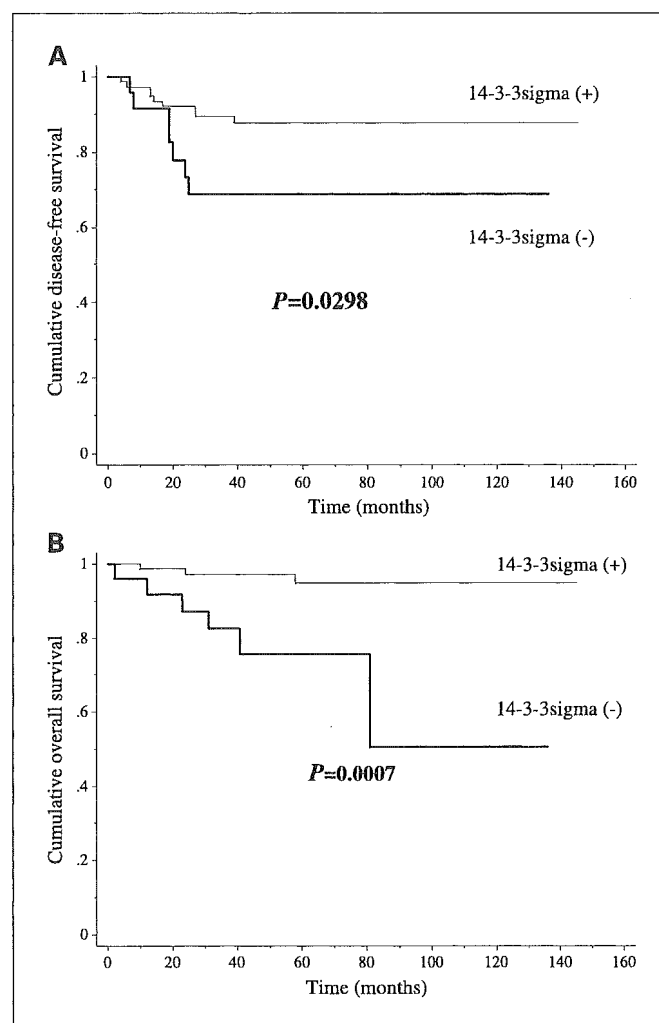 A
1
.8
.6
.4
.2
0
Cumulative disease-free survival
14-3-3sigma (+)
14-3-3sigma (-)
P=0.0298
0 20 40 60 80 100 120 140 160
Time (months)
B
1
.8
.6
.4
.2
0
Cumulative overall survival
14-3-3sigma (+)
14-3-3sigma (-)
P=0.0007
0 20 40 60 80 100 120 140 160
Time (months)